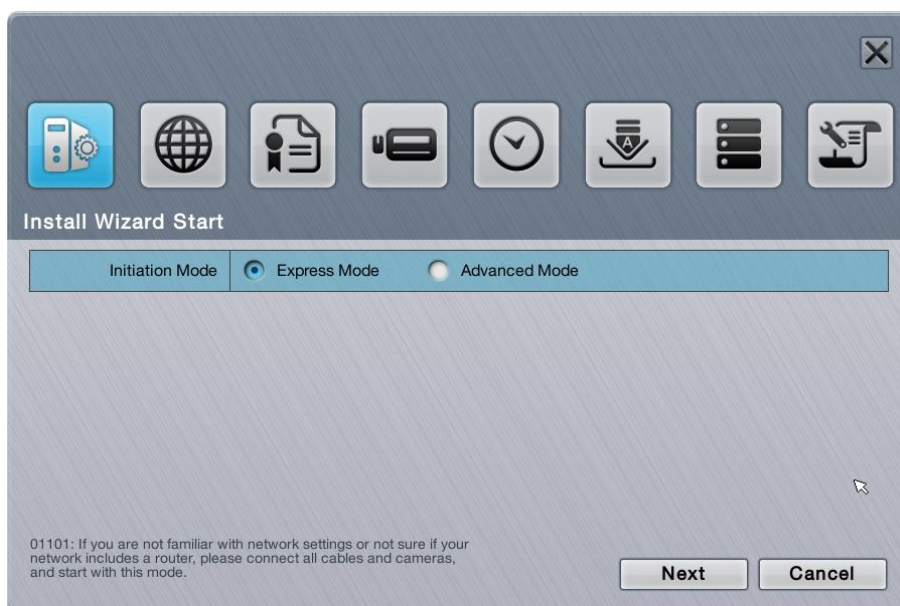 Install Wizard Start
Initiation Mode Express Mode Advanced Mode
01101: If you are not familiar with network settings or not sure if your
network includes a router, please connect all cables and cameras,
and start with this mode.
Next Cancel